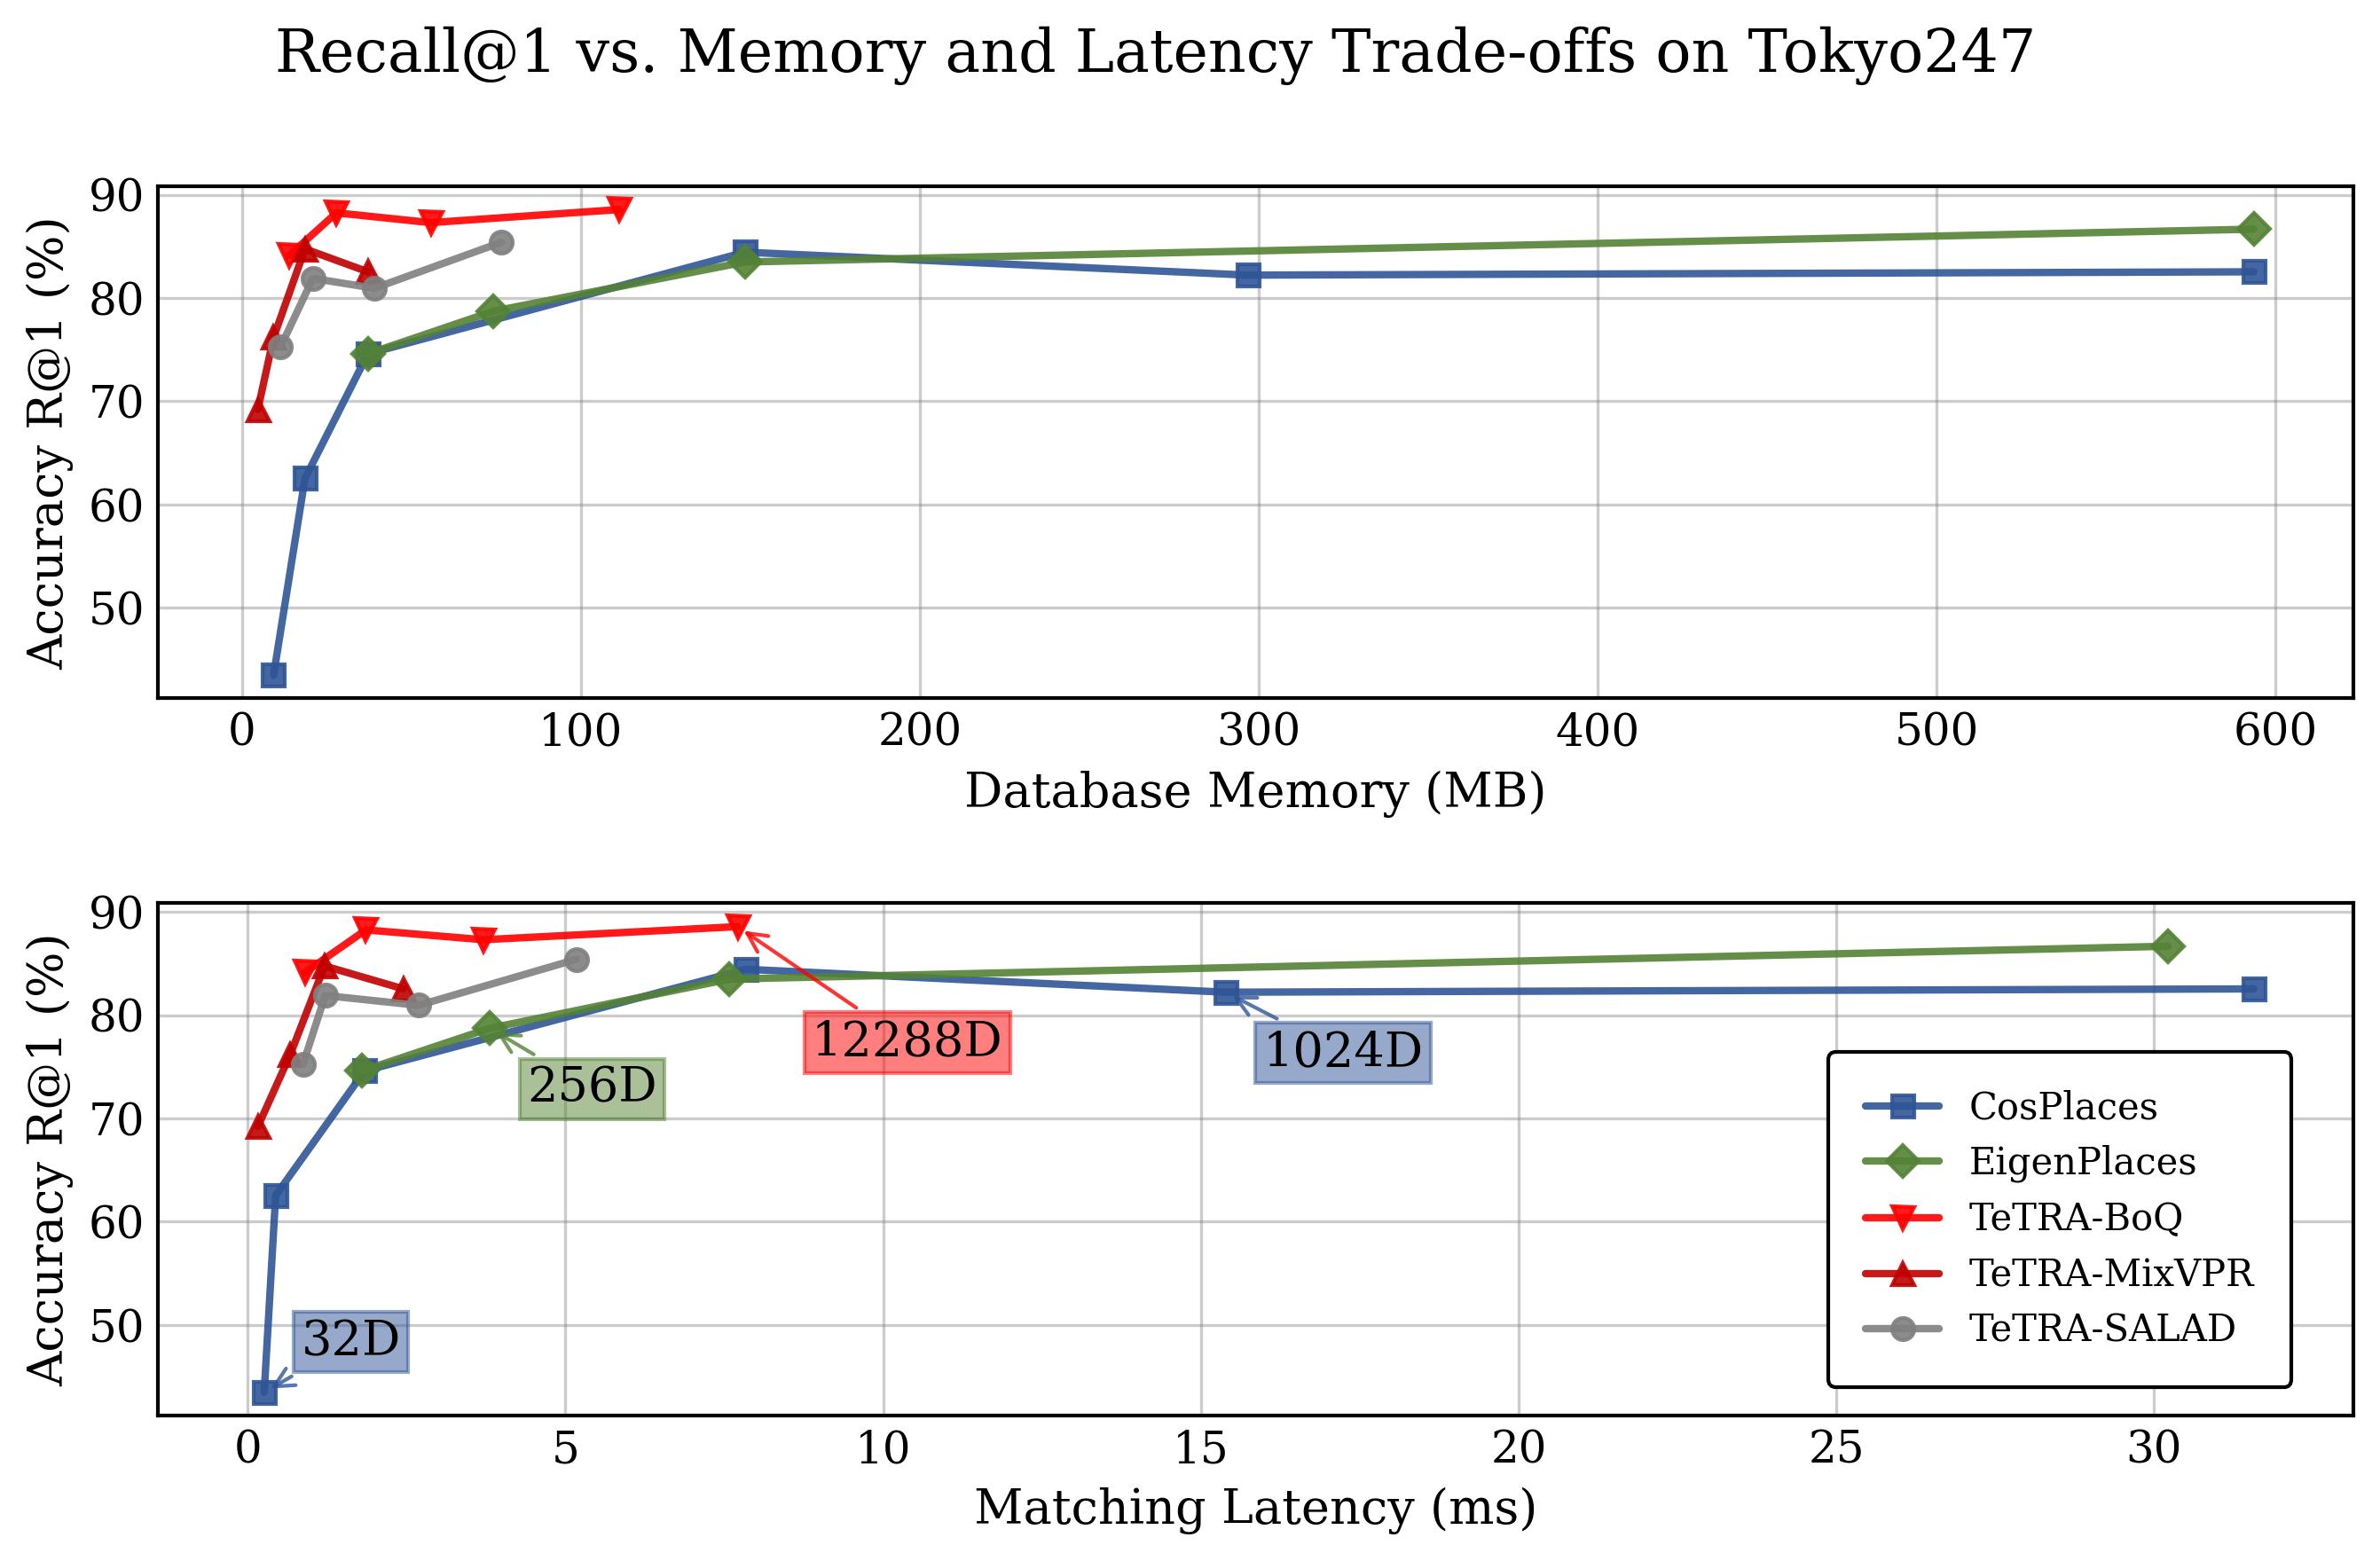 Recall@1 vs. Memory and Latency Trade-offs on Tokyo247
Accuracy R@1 (%)
90
80
70
60
50
0 100 200 300 400 500 600
Database Memory (MB)
Accuracy R@1 (%)
90
80
70
60
50
12288D
1024D
256D
32D
CosPlaces
EigenPlaces
TeTRA-BoQ
TeTRA-MixVPR
TeTRA-SALAD
0 5 10 15 20 25 30
Matching Latency (ms)